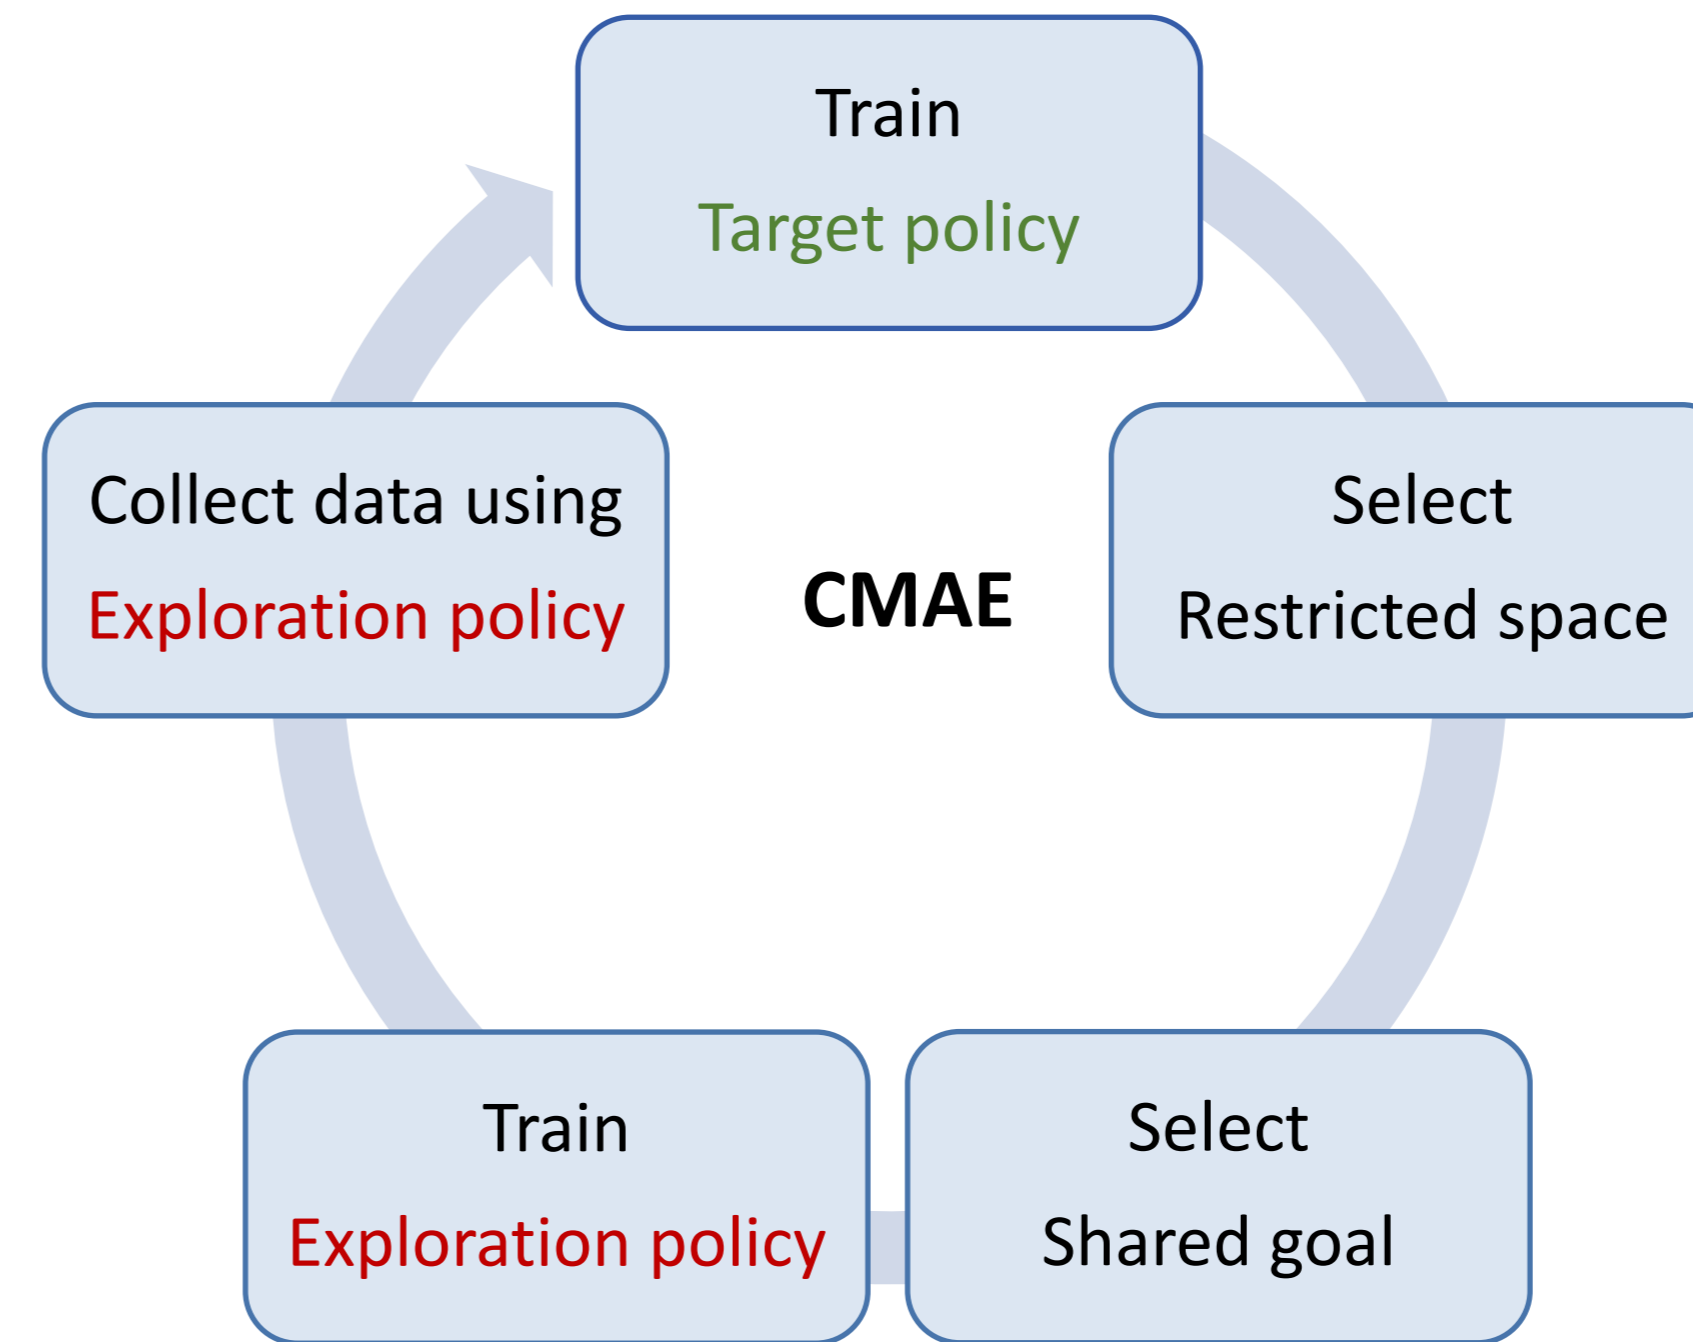 Train
Target policy
Collect data using
Exploration policy
CMAE
Select
Restricted space
Train
Exploration policy
Select
Shared goal